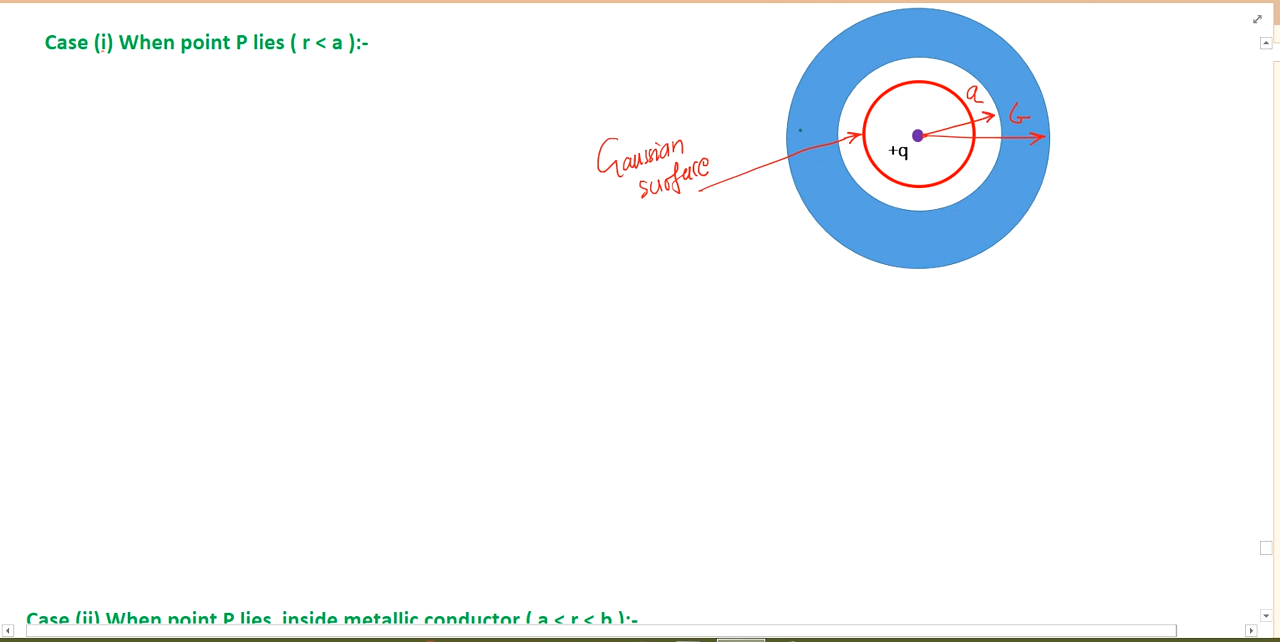 Case (i) When point P lies ( r < a ):-
a
Gaussian
surface
+q
Case (ii) When point P lies inside metallic conductor ( a < r < b ):-